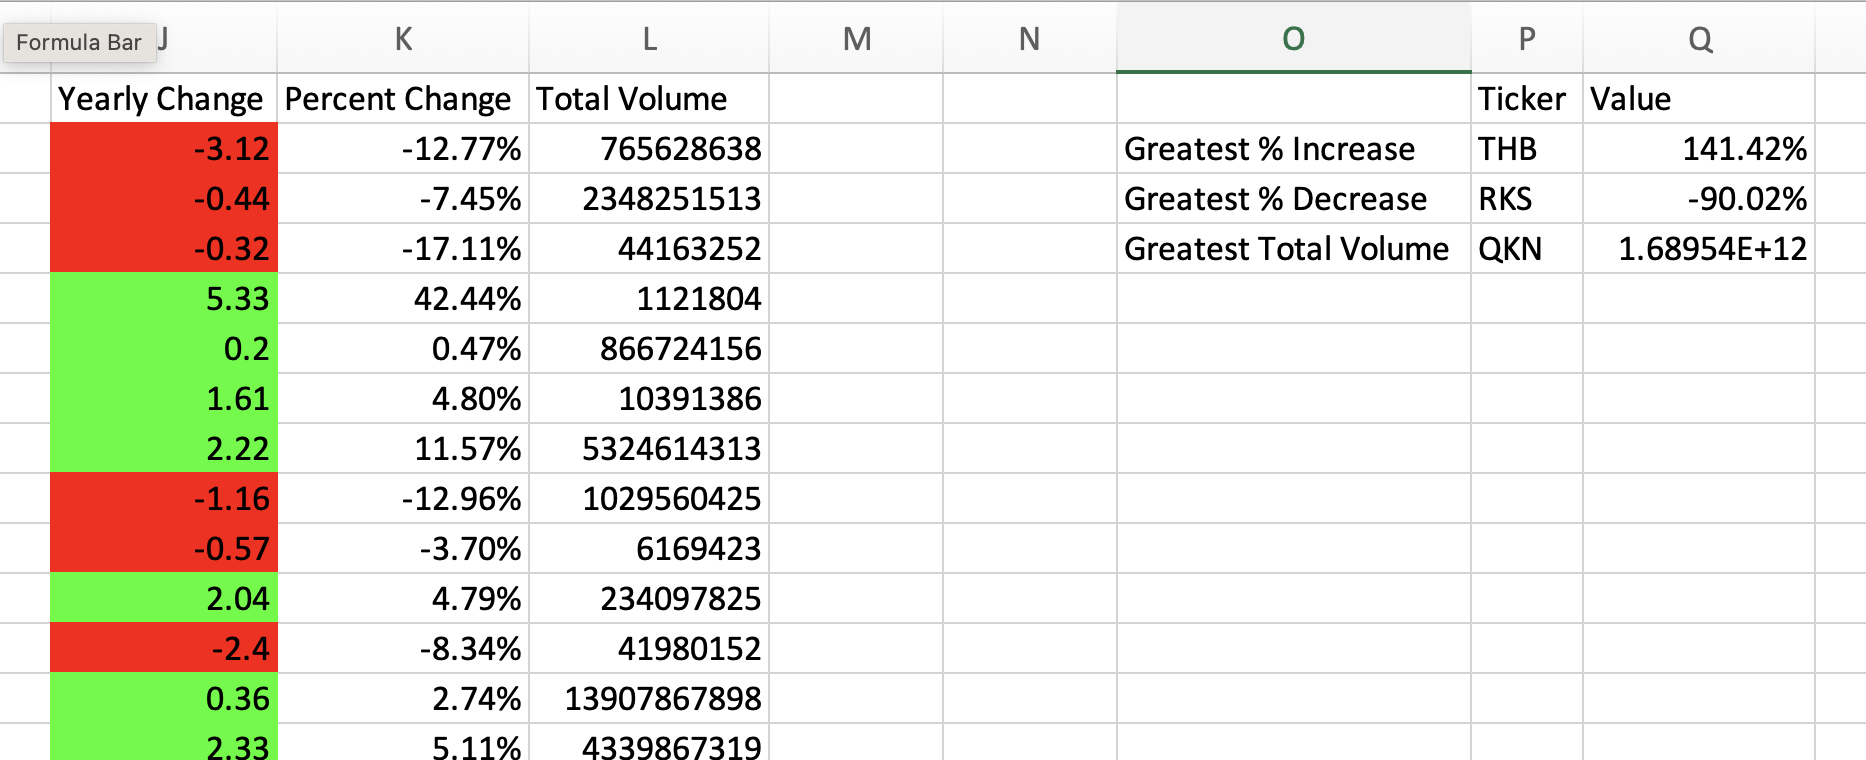 Formula Bar J K L M N O P Q
Yearly Change Percent Change Total Volume Ticker Value
-3.12 -12.77% 765628638 Greatest % Increase THB 141.42%
-0.44 -7.45% 2348251513 Greatest % Decrease RKS -90.02%
-0.32 -17.11% 44163252 Greatest Total Volume QKN 1.68954E+12
5.33 42.44% 1121804
0.2 0.47% 866724156
1.61 4.80% 10391386
2.22 11.57% 5324614313
-1.16 -12.96% 1029560425
-0.57 -3.70% 6169423
2.04 4.79% 234097825
-2.4 -8.34% 41980152
0.36 2.74% 13907867898
2.33 5.11% 4339867319